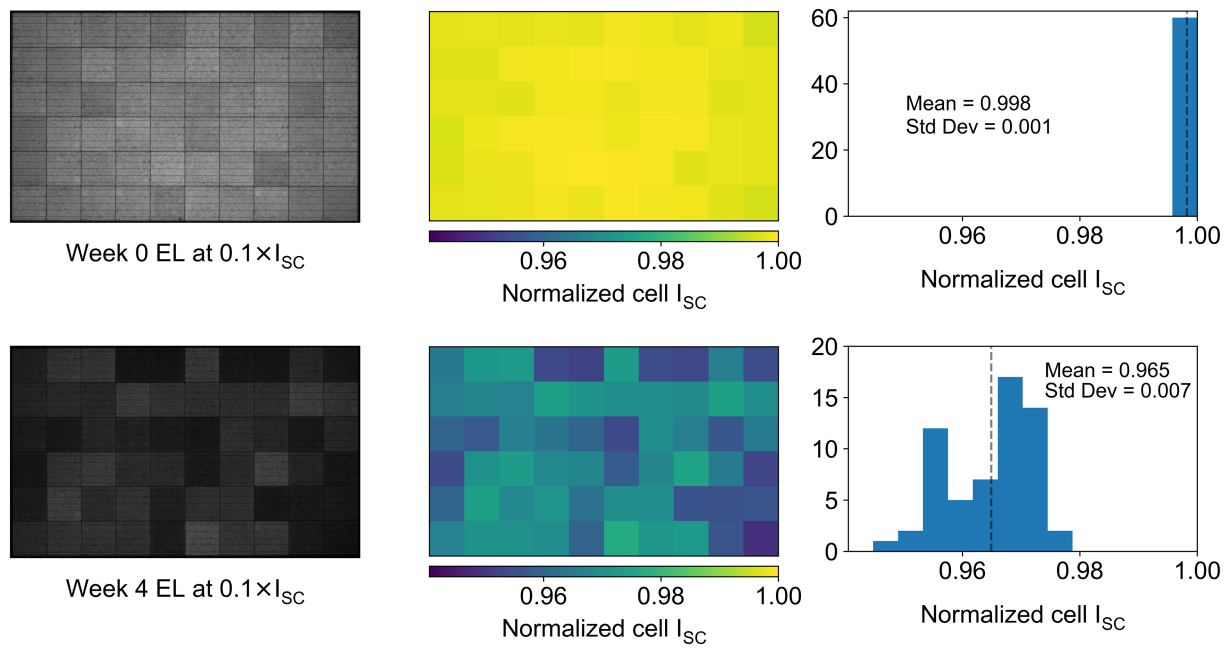 60
40
20
0
Mean = 0.998
Std Dev = 0.001
0.96 0.98 1.00
Normalized cell I_SC
Week 0 EL at 0.1×I_SC
0.96 0.98 1.00
Normalized cell I_SC
20
15
10
5
0
Mean = 0.965
Std Dev = 0.007
0.96 0.98 1.00
Normalized cell I_SC
Week 4 EL at 0.1×I_SC
0.96 0.98 1.00
Normalized cell I_SC